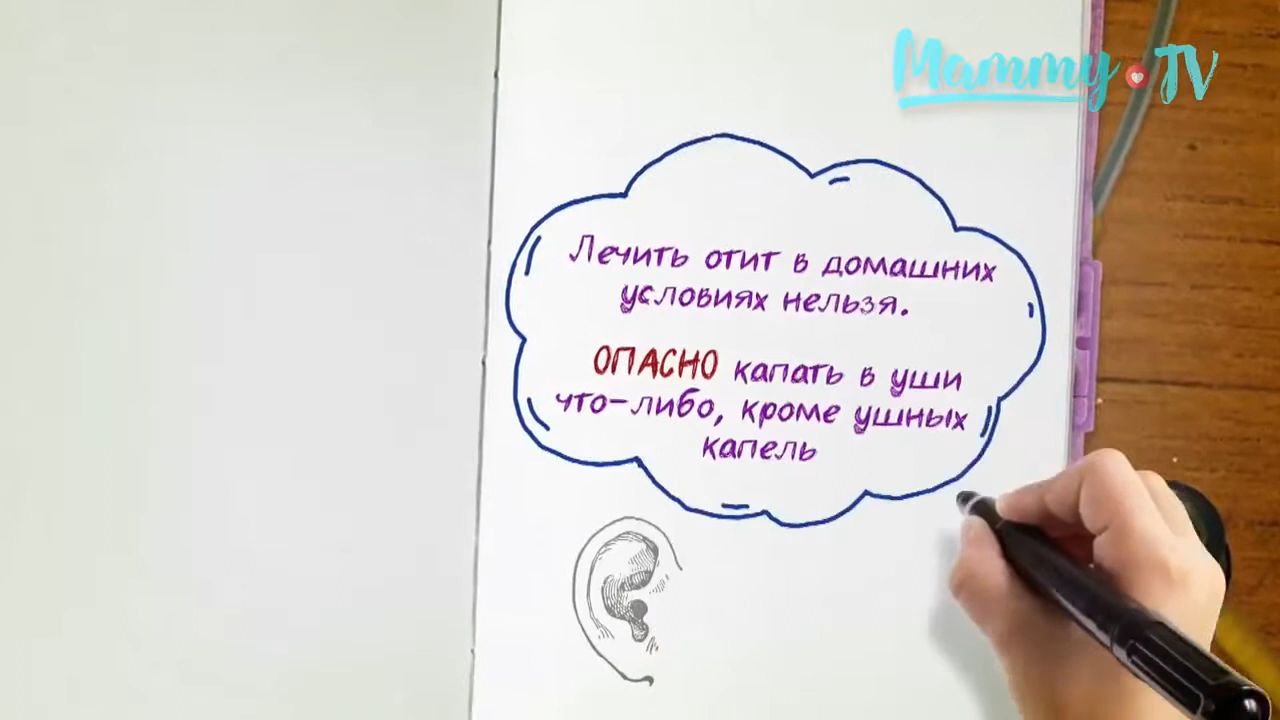 Mammy TV
Лечить отит в домашних
условиях нельзя.
ОПАСНО капать в уши
что-либо, кроме ушных
капель